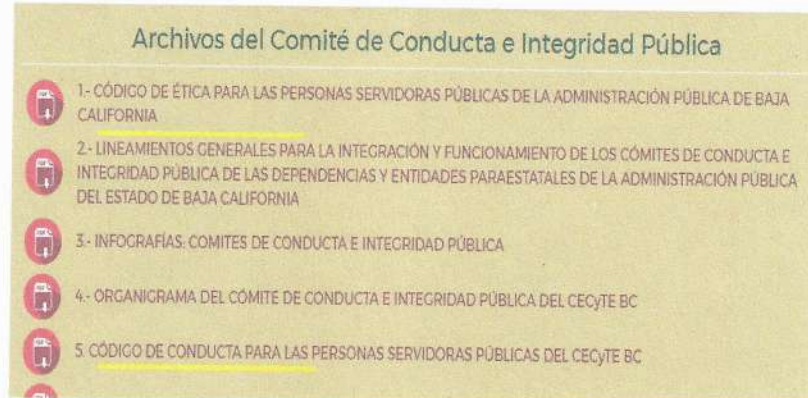 Archivos del Comité de Conducta e Integridad Pública
1.- CÓDIGO DE ÉTICA PARA LAS PERSONAS SERVIDORAS PÚBLICAS DE LA ADMINISTRACIÓN PÚBLICA DE BAJA
CALIFORNIA
2.- LINEAMIENTOS GENERALES PARA LA INTEGRACIÓN Y FUNCIONAMIENTO DE LOS CÓMITES DE CONDUCTA E
INTEGRIDAD PÚBLICA DE LAS DEPENDENCIAS Y ENTIDADES PARAESTATALES DE LA ADMINISTRACIÓN PÚBLICA
DEL ESTADO DE BAJA CALIFORNIA
3.- INFOGRAFÍAS: COMITES DE CONDUCTA E INTEGRIDAD PÚBLICA
4.- ORGANIGRAMA DEL COMITÉ DE CONDUCTA E INTEGRIDAD PÚBLICA DEL CECyTE BC
5. CÓDIGO DE CONDUCTA PARA LAS PERSONAS SERVIDORAS PÚBLICAS DEL CECyTE BC